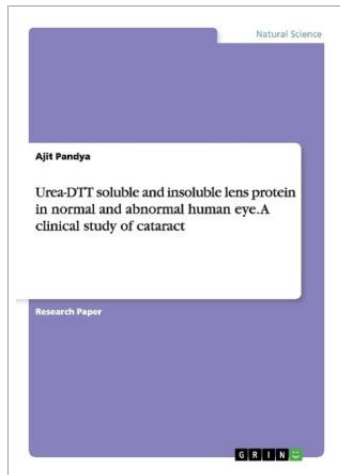 Natural Science
Ajit Pandya
Urea-DTT soluble and insoluble lens protein
in normal and abnormal human eye. A
clinical study of cataract
Research Paper
GRIN